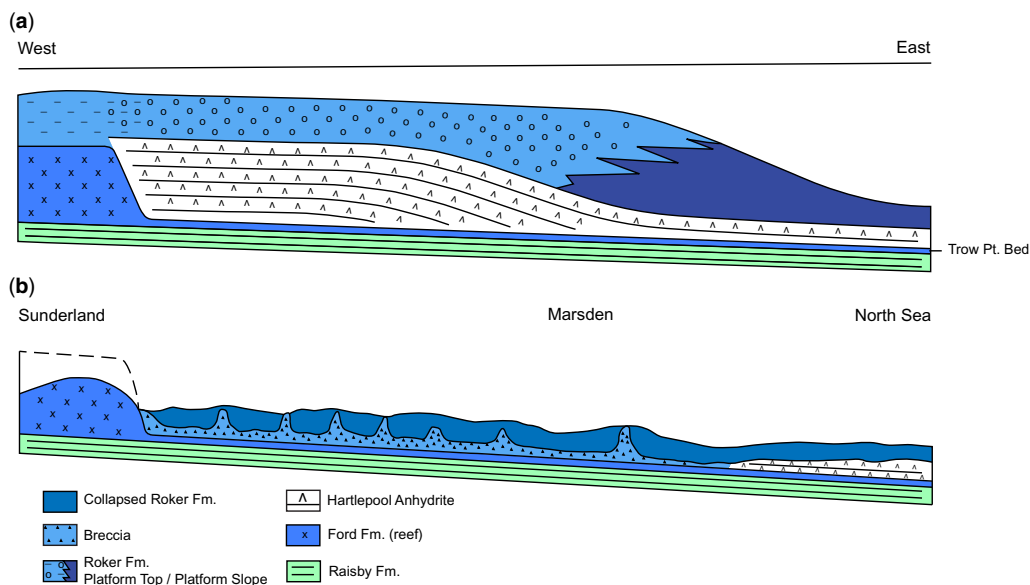 (a)
West East
Trow Pt. Bed
(b)
Sunderland Marsden North Sea
Collapsed Roker Fm.
Hartlepool Anhydrite
Breccia
Ford Fm. (reef)
Roker Fm.
Platform Top / Platform Slope
Raisby Fm.